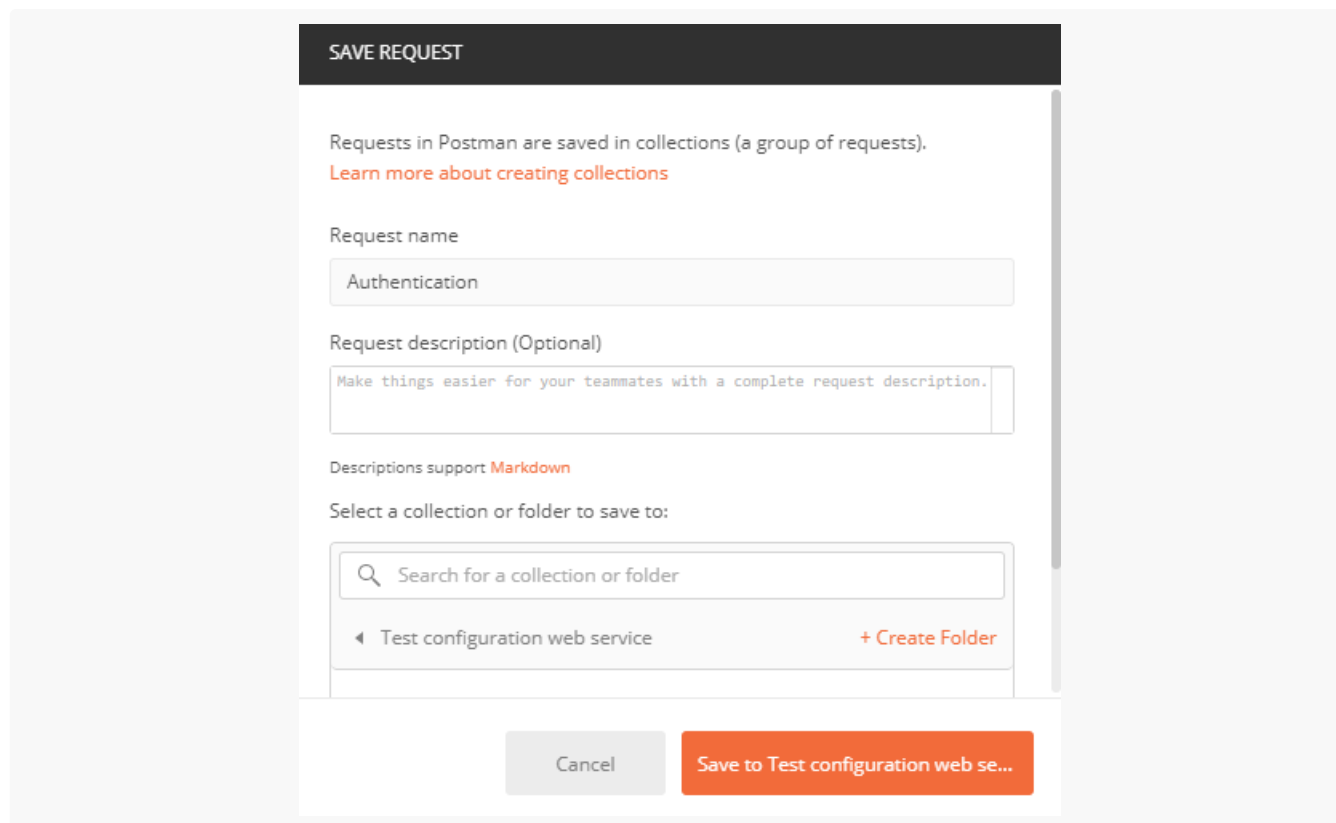 SAVE REQUEST
Requests in Postman are saved in collections (a group of requests).
Learn more about creating collections
Request name
Authentication
Request description (Optional)
Make things easier for your teammates with a complete request description.
Descriptions support Markdown
Select a collection or folder to save to:
Search for a collection or folder
Test configuration web service + Create Folder
Cancel Save to Test configuration web se...